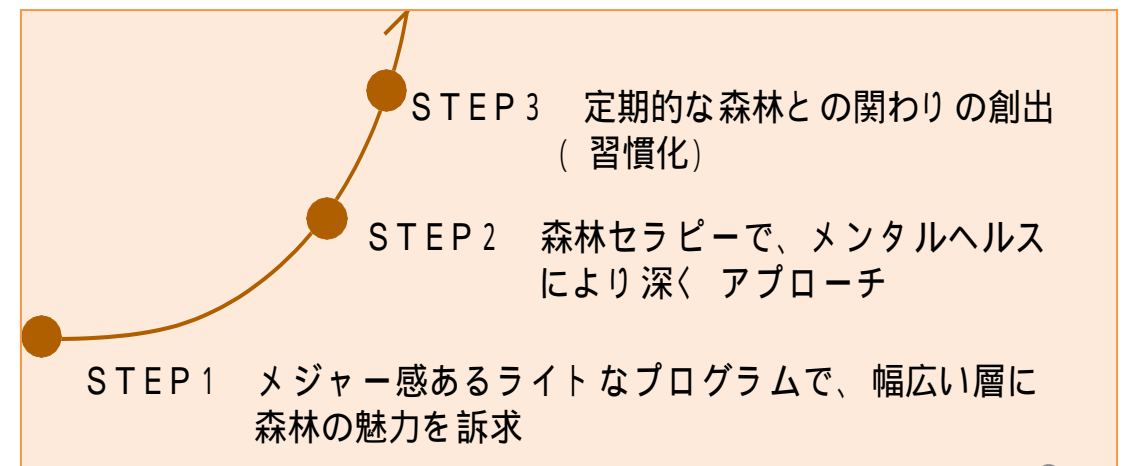 STEP3 定期的な森林との関わりの創出
(習慣化)
STEP2 森林セラピーで、メンタルヘルス
により深く アプローチ
STEP1 メジャー感あるライトなプログラムで、幅広い層に
森林の魅力を訴求